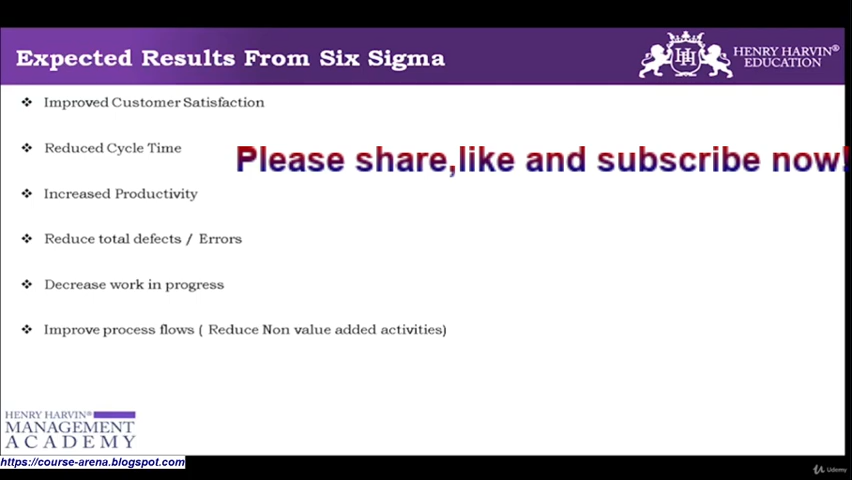 Expected Results From Six Sigma
HENRY HARVIN®
EDUCATION
Improved Customer Satisfaction
Reduced Cycle Time
Please share,like and subscribe now!
Increased Productivity
Reduce total defects / Errors
Decrease work in progress
Improve process flows ( Reduce Non value added activities)
HENRY HARVIN®
MANAGEMENT
ACADEMY
https://course-arena.blogspot.com
Udemy